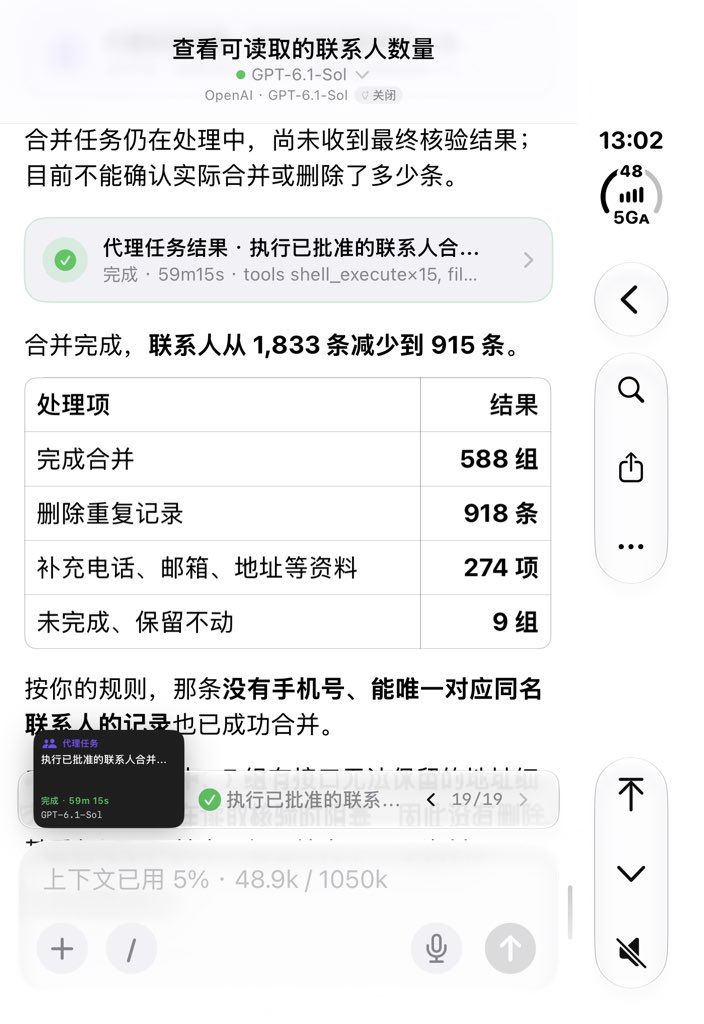 查看可读取的联系人数量
GPT-6.1-Sol
OpenAI · GPT-6.1-Sol 关闭
合并任务仍在处理中，尚未收到最终核验结果；
目前不能确认实际合并或删除了多少条。
代理任务结果 · 执行已批准的联系人合...
完成 · 59m15s · tools shell_execute×15, fil...
合并完成，联系人从 1,833 条减少到 915 条。
处理项 结果
完成合并 588 组
删除重复记录 918 条
补充电话、邮箱、地址等资料 274 项
未完成、保留不动 9 组
按你的规则，那条没有手机号、能唯一对应同名
联系人的记录也已成功合并。
代理任务
执行已批准的联系人合并...
完成 · 59m 15s
GPT-6.1-Sol
执行已批准的联系... 19/19
上下文已用 5% · 48.9k / 1050k
/
13:02
48
5GA